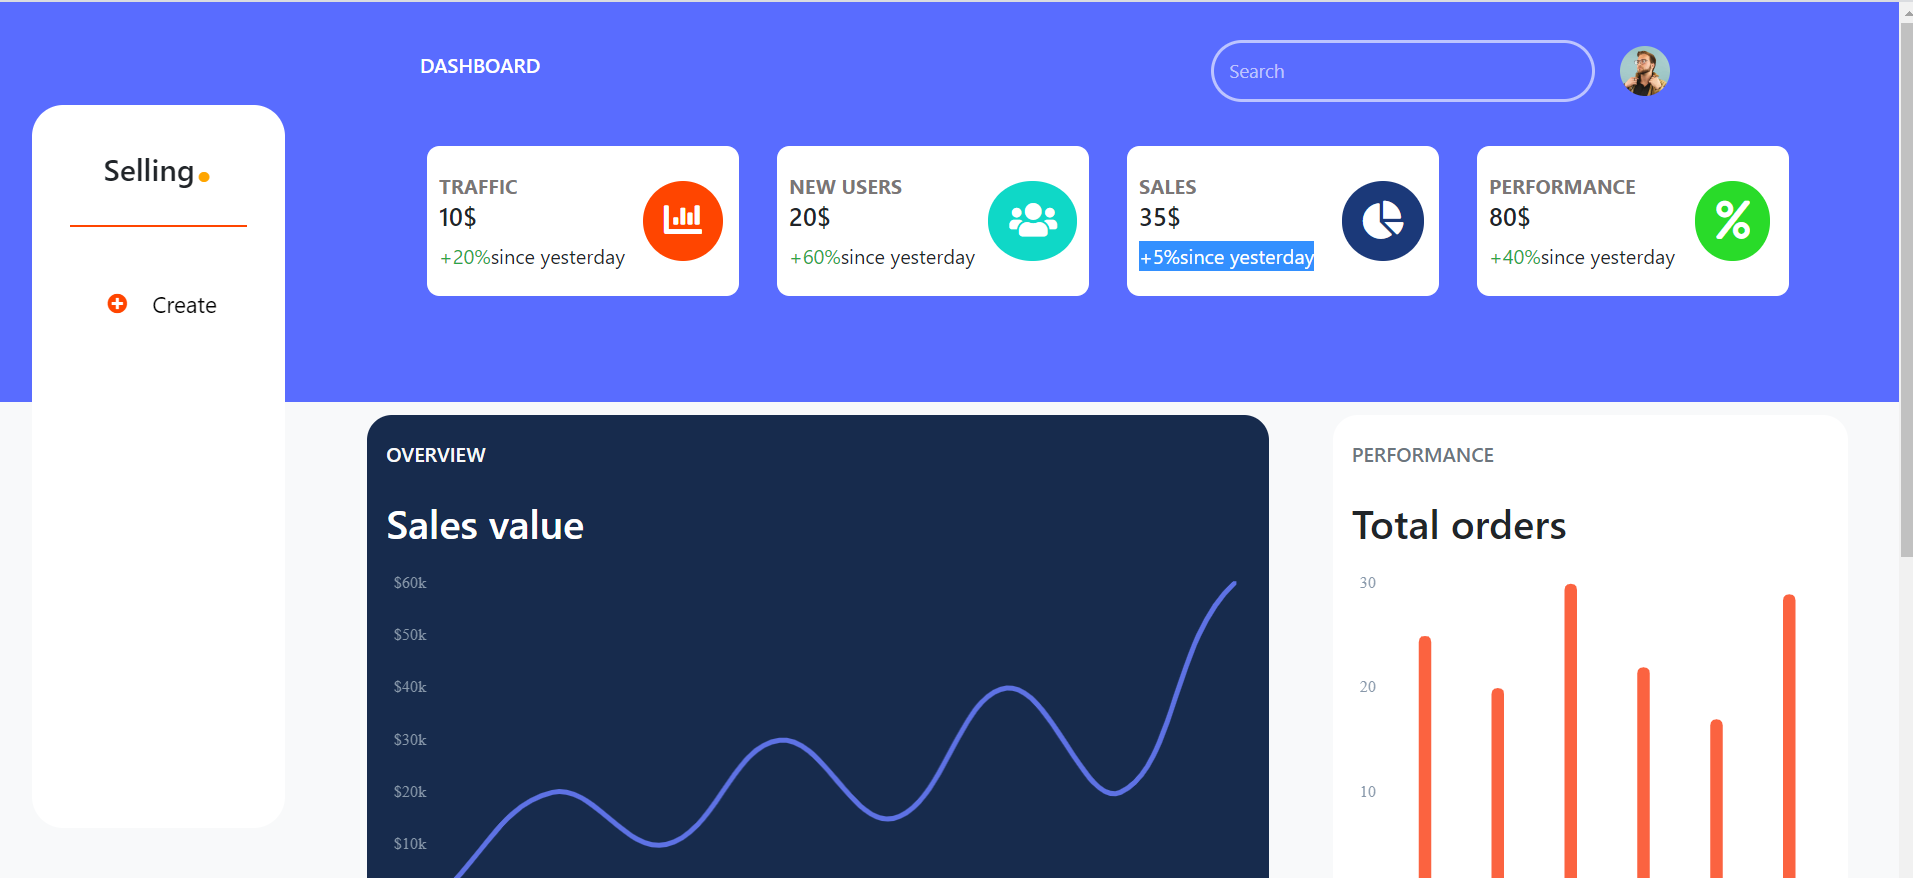 DASHBOARD
Search
Selling.
Create
TRAFFIC
10$
+20%since yesterday
NEW USERS
20$
+60%since yesterday
SALES
35$
+5%since yesterday
PERFORMANCE
80$
+40%since yesterday
OVERVIEW
Sales value
$60k
$50k
$40k
$30k
$20k
$10k
PERFORMANCE
Total orders
30
20
10